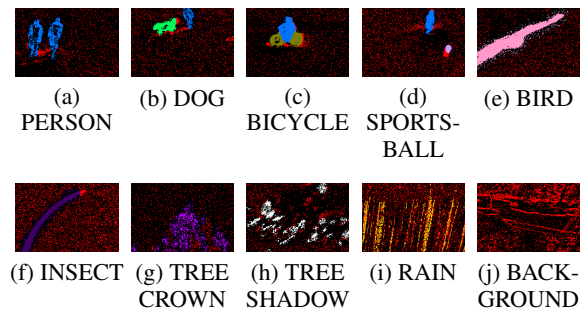 (a)
PERSON
(b) DOG
(c)
BICYCLE
(d)
SPORTS-
BALL
(e) BIRD
(f) INSECT
(g) TREE
CROWN
(h) TREE
SHADOW
(i) RAIN
(j) BACK-
GROUND